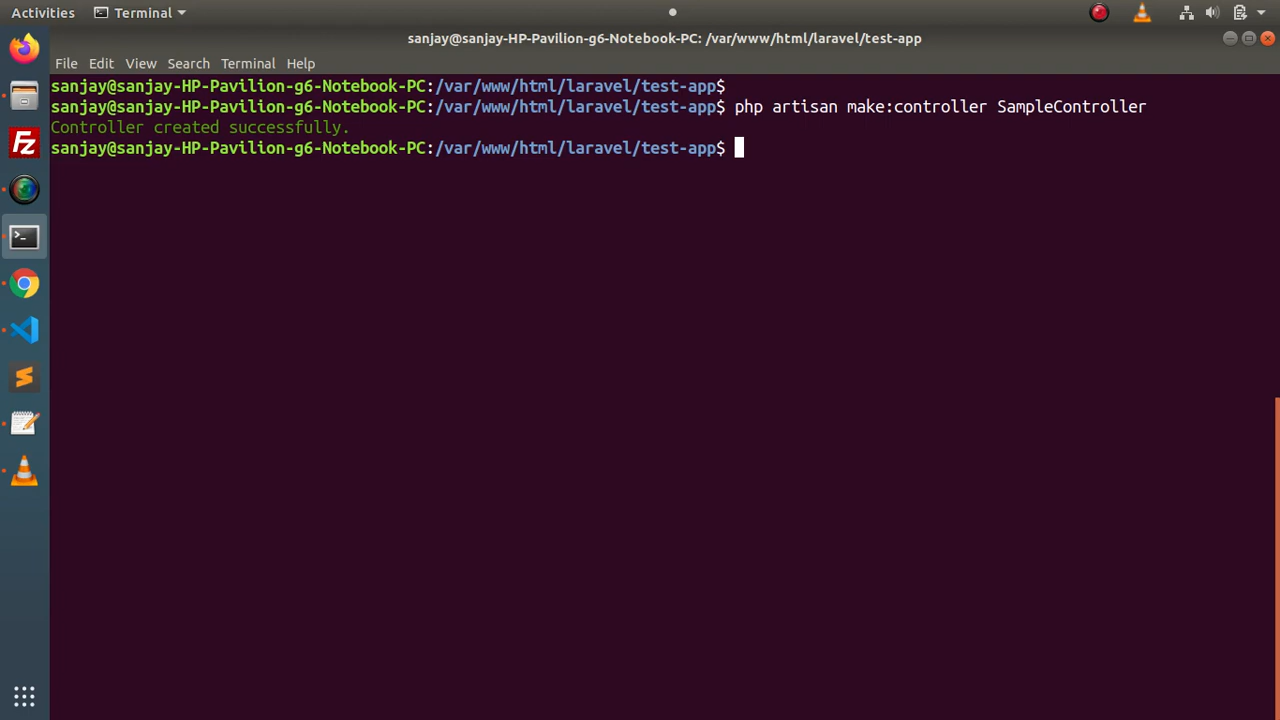 Activities Terminal
sanjay@sanjay-HP-Pavilion-g6-Notebook-PC: /var/www/html/laravel/test-app
File Edit View Search Terminal Help
sanjay@sanjay-HP-Pavilion-g6-Notebook-PC:/var/www/html/laravel/test-app$
sanjay@sanjay-HP-Pavilion-g6-Notebook-PC:/var/www/html/laravel/test-app$ php artisan make:controller SampleController
Controller created successfully.
sanjay@sanjay-HP-Pavilion-g6-Notebook-PC:/var/www/html/laravel/test-app$